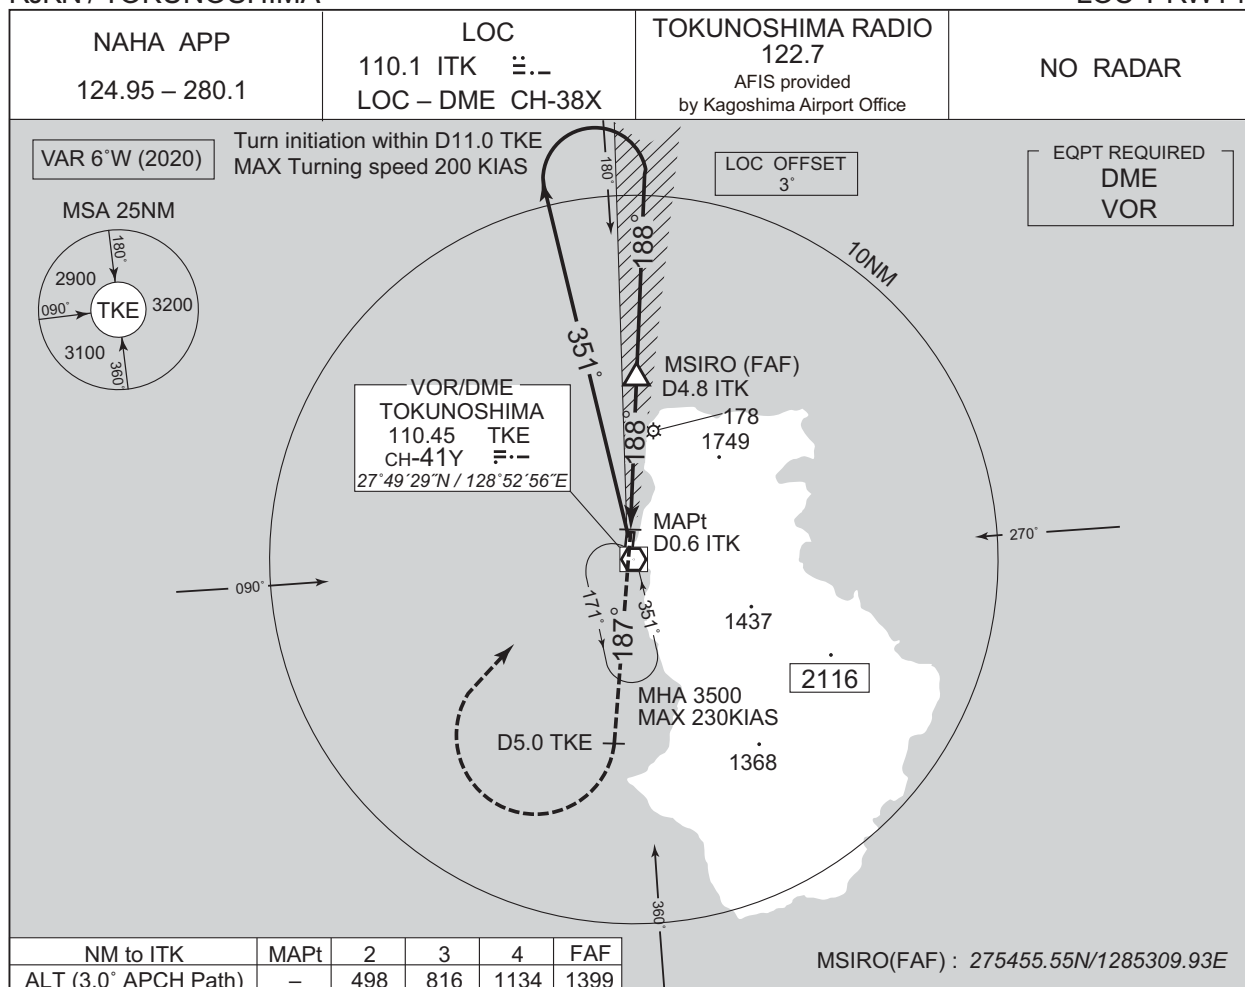 RJKN / TOKUNOSHIMA
NAHA APP
124.95 – 280.1
LOC
110.1 ITK
LOC – DME CH-38X
TOKUNOSHIMA RADIO
122.7
AFIS provided
by Kagoshima Airport Office
NO RADAR
VAR 6°W (2020)
Turn initiation within D11.0 TKE
MAX Turning speed 200 KIAS
180°
LOC OFFSET
3°
EQPT REQUIRED
DME
VOR
MSA 25NM
180°
2900
090°
TKE
3200
3100
360°
188°
10NM
351°
MSIRO (FAF)
D4.8 ITK
VOR/DME
TOKUNOSHIMA
110.45 TKE
CH-41Y
27°49´29˝N / 128°52´56˝E
188°
178
1749
MAPt
D0.6 ITK
270°
090°
171°
187°
351°
1437
2116
MHA 3500
MAX 230KIAS
D5.0 TKE
1368
360°
NM to ITK MAPt 2 3 4 FAF
ALT (3.0° APCH Path) – 498 816 1134 1399
MSIRO(FAF) : 275455.55N/1285309.93E